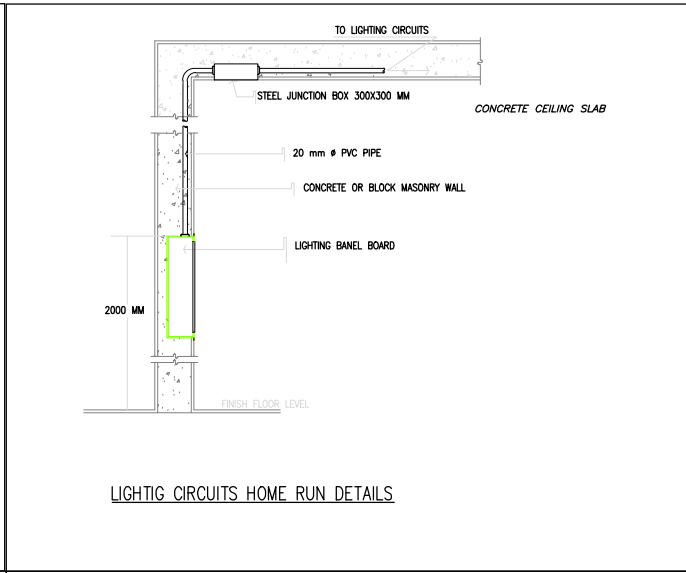 TO LIGHTING CIRCUITS
STEEL JUNCTION BOX 300X300 MM
CONCRETE CEILING SLAB
20 mm ø PVC PIPE
CONCRETE OR BLOCK MASONRY WALL
LIGHTING BANEL BOARD
2000 MM
FINISH FLOOR LEVEL
LIGHTIG CIRCUITS HOME RUN DETAILS